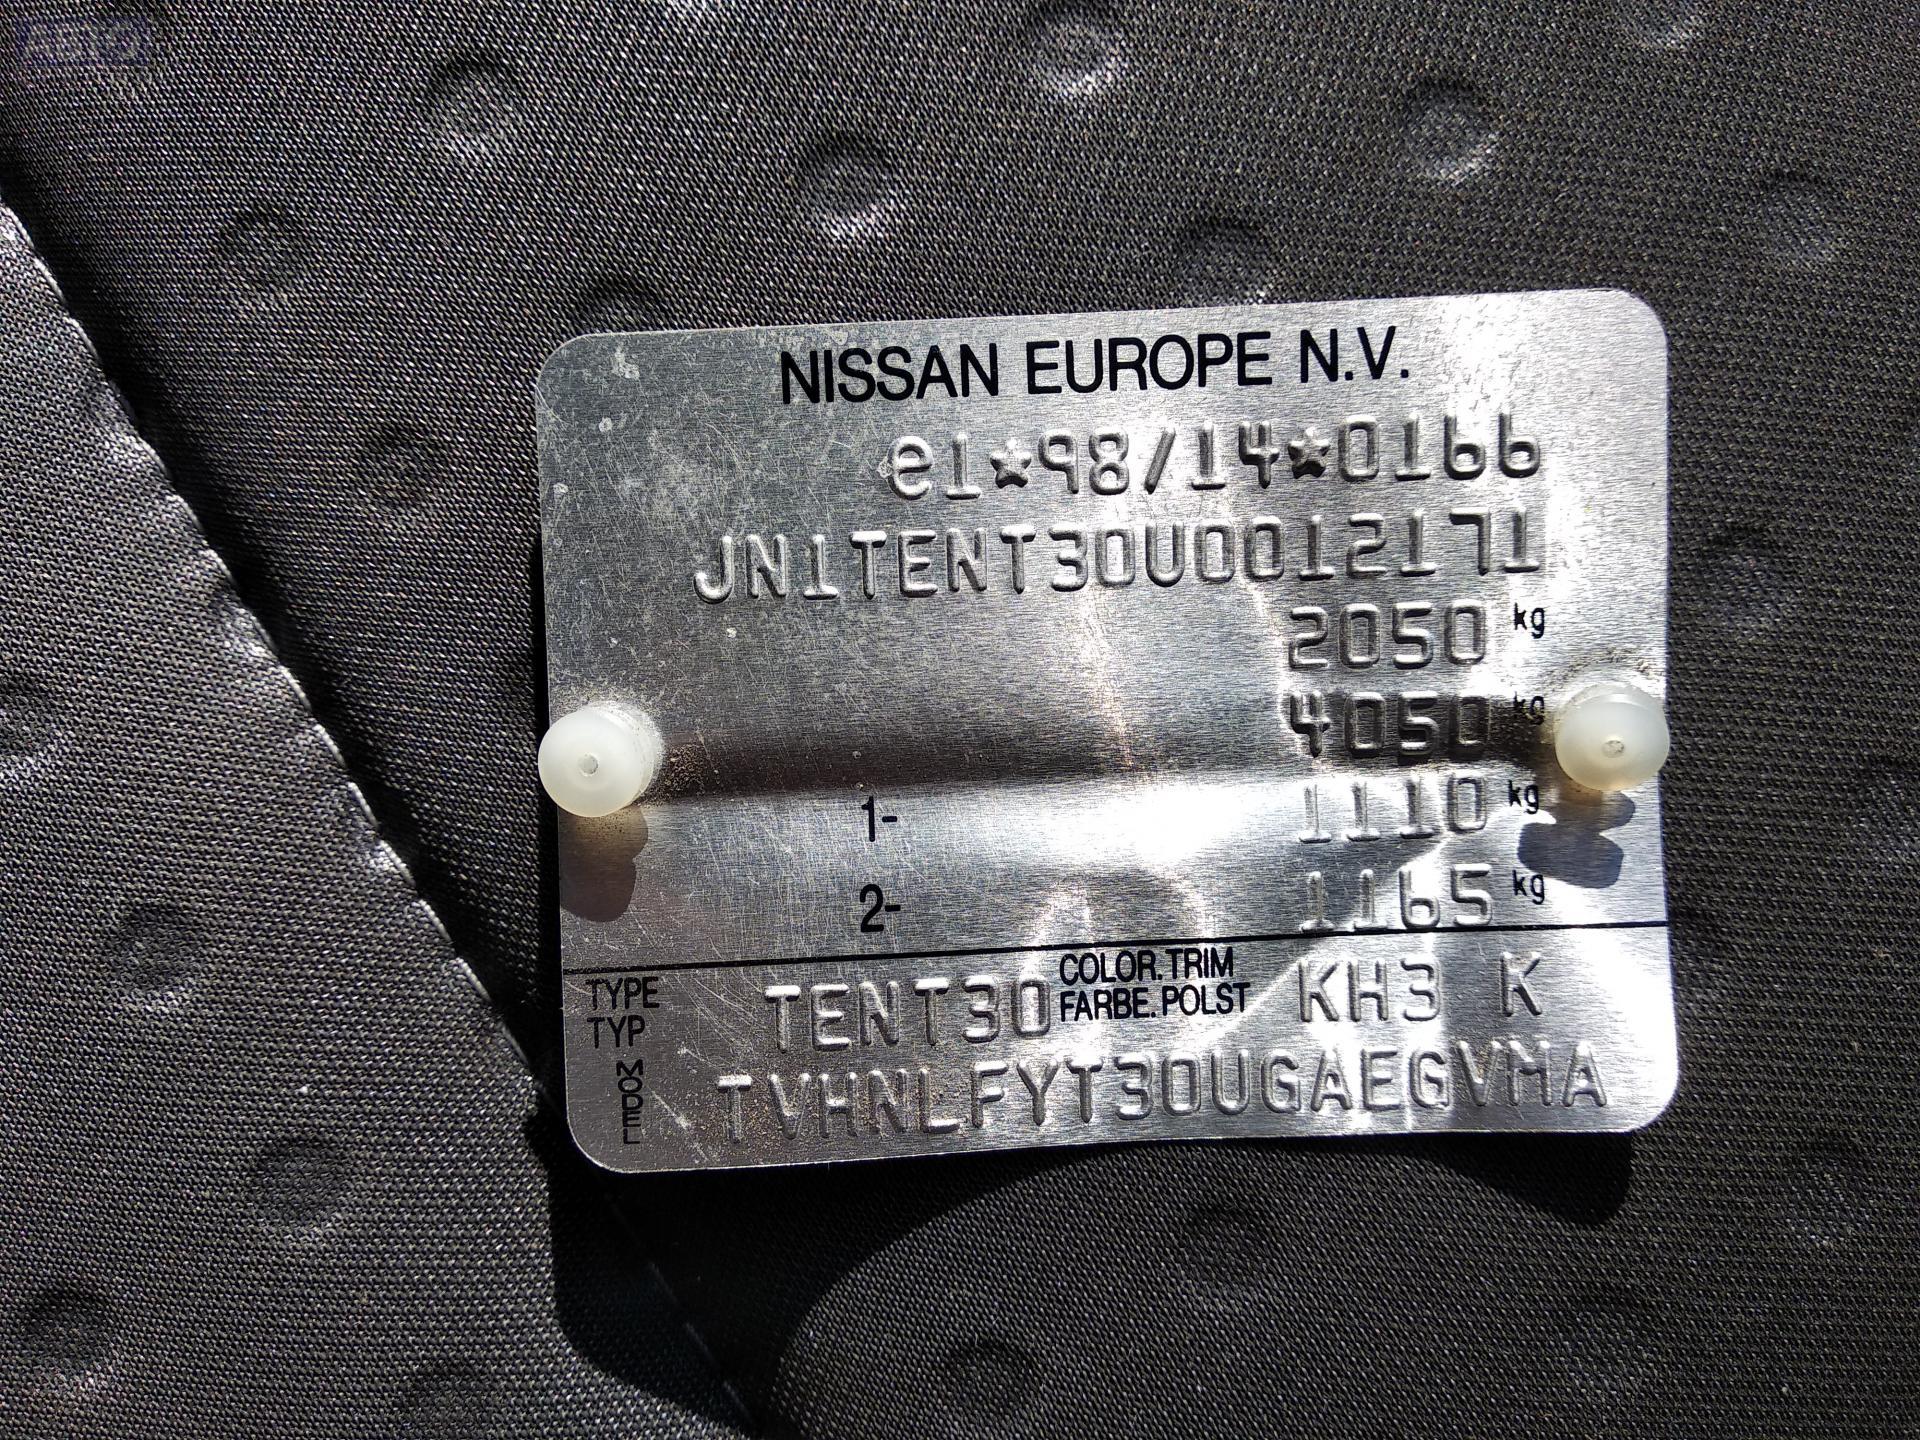 АВТО
NISSAN EUROPE N.V.
e1*98/14*0166
JN1TENT30U0012171
2050 kg
4050 kg
1- 1110 kg
2- 1165 kg
TYPE TYP TENT30 COLOR.TRIM FARBE.POLST KH3 K
MODEL TVHNLFYT30UGAEGVMA